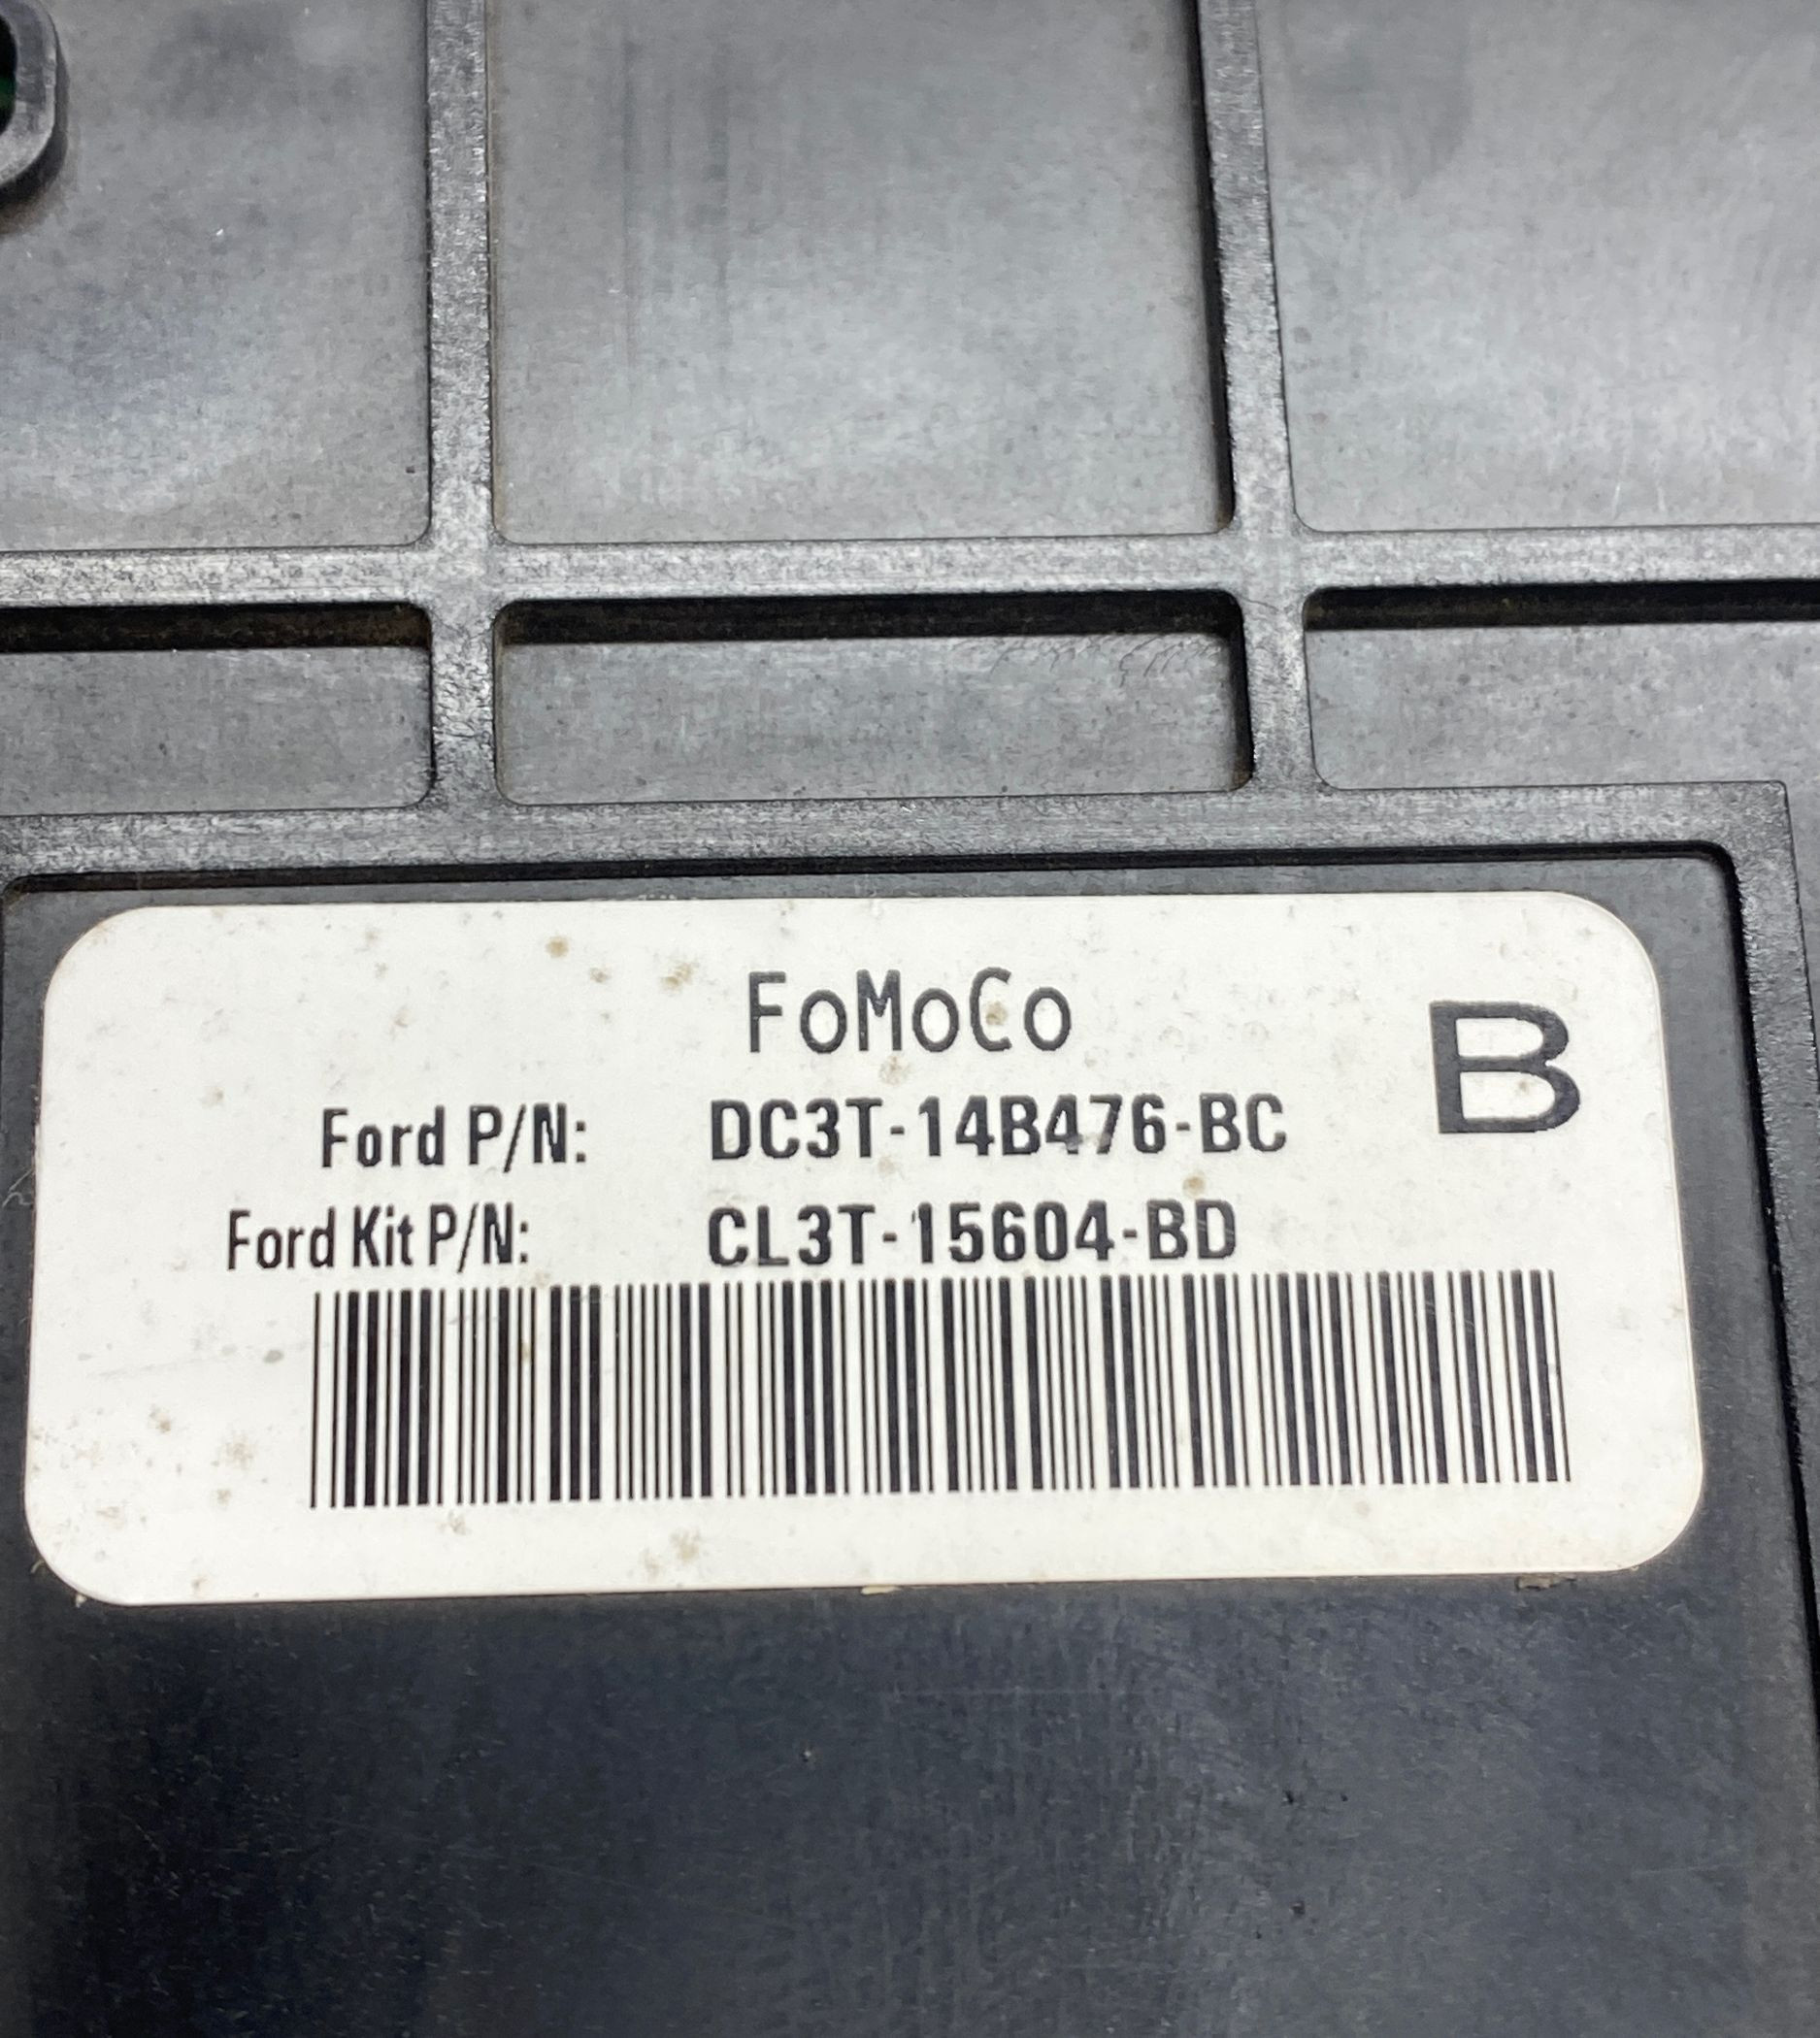 FoMoCo
B
Ford P/N: DC3T-14B476-BC
Ford Kit P/N: CL3T-15604-BD